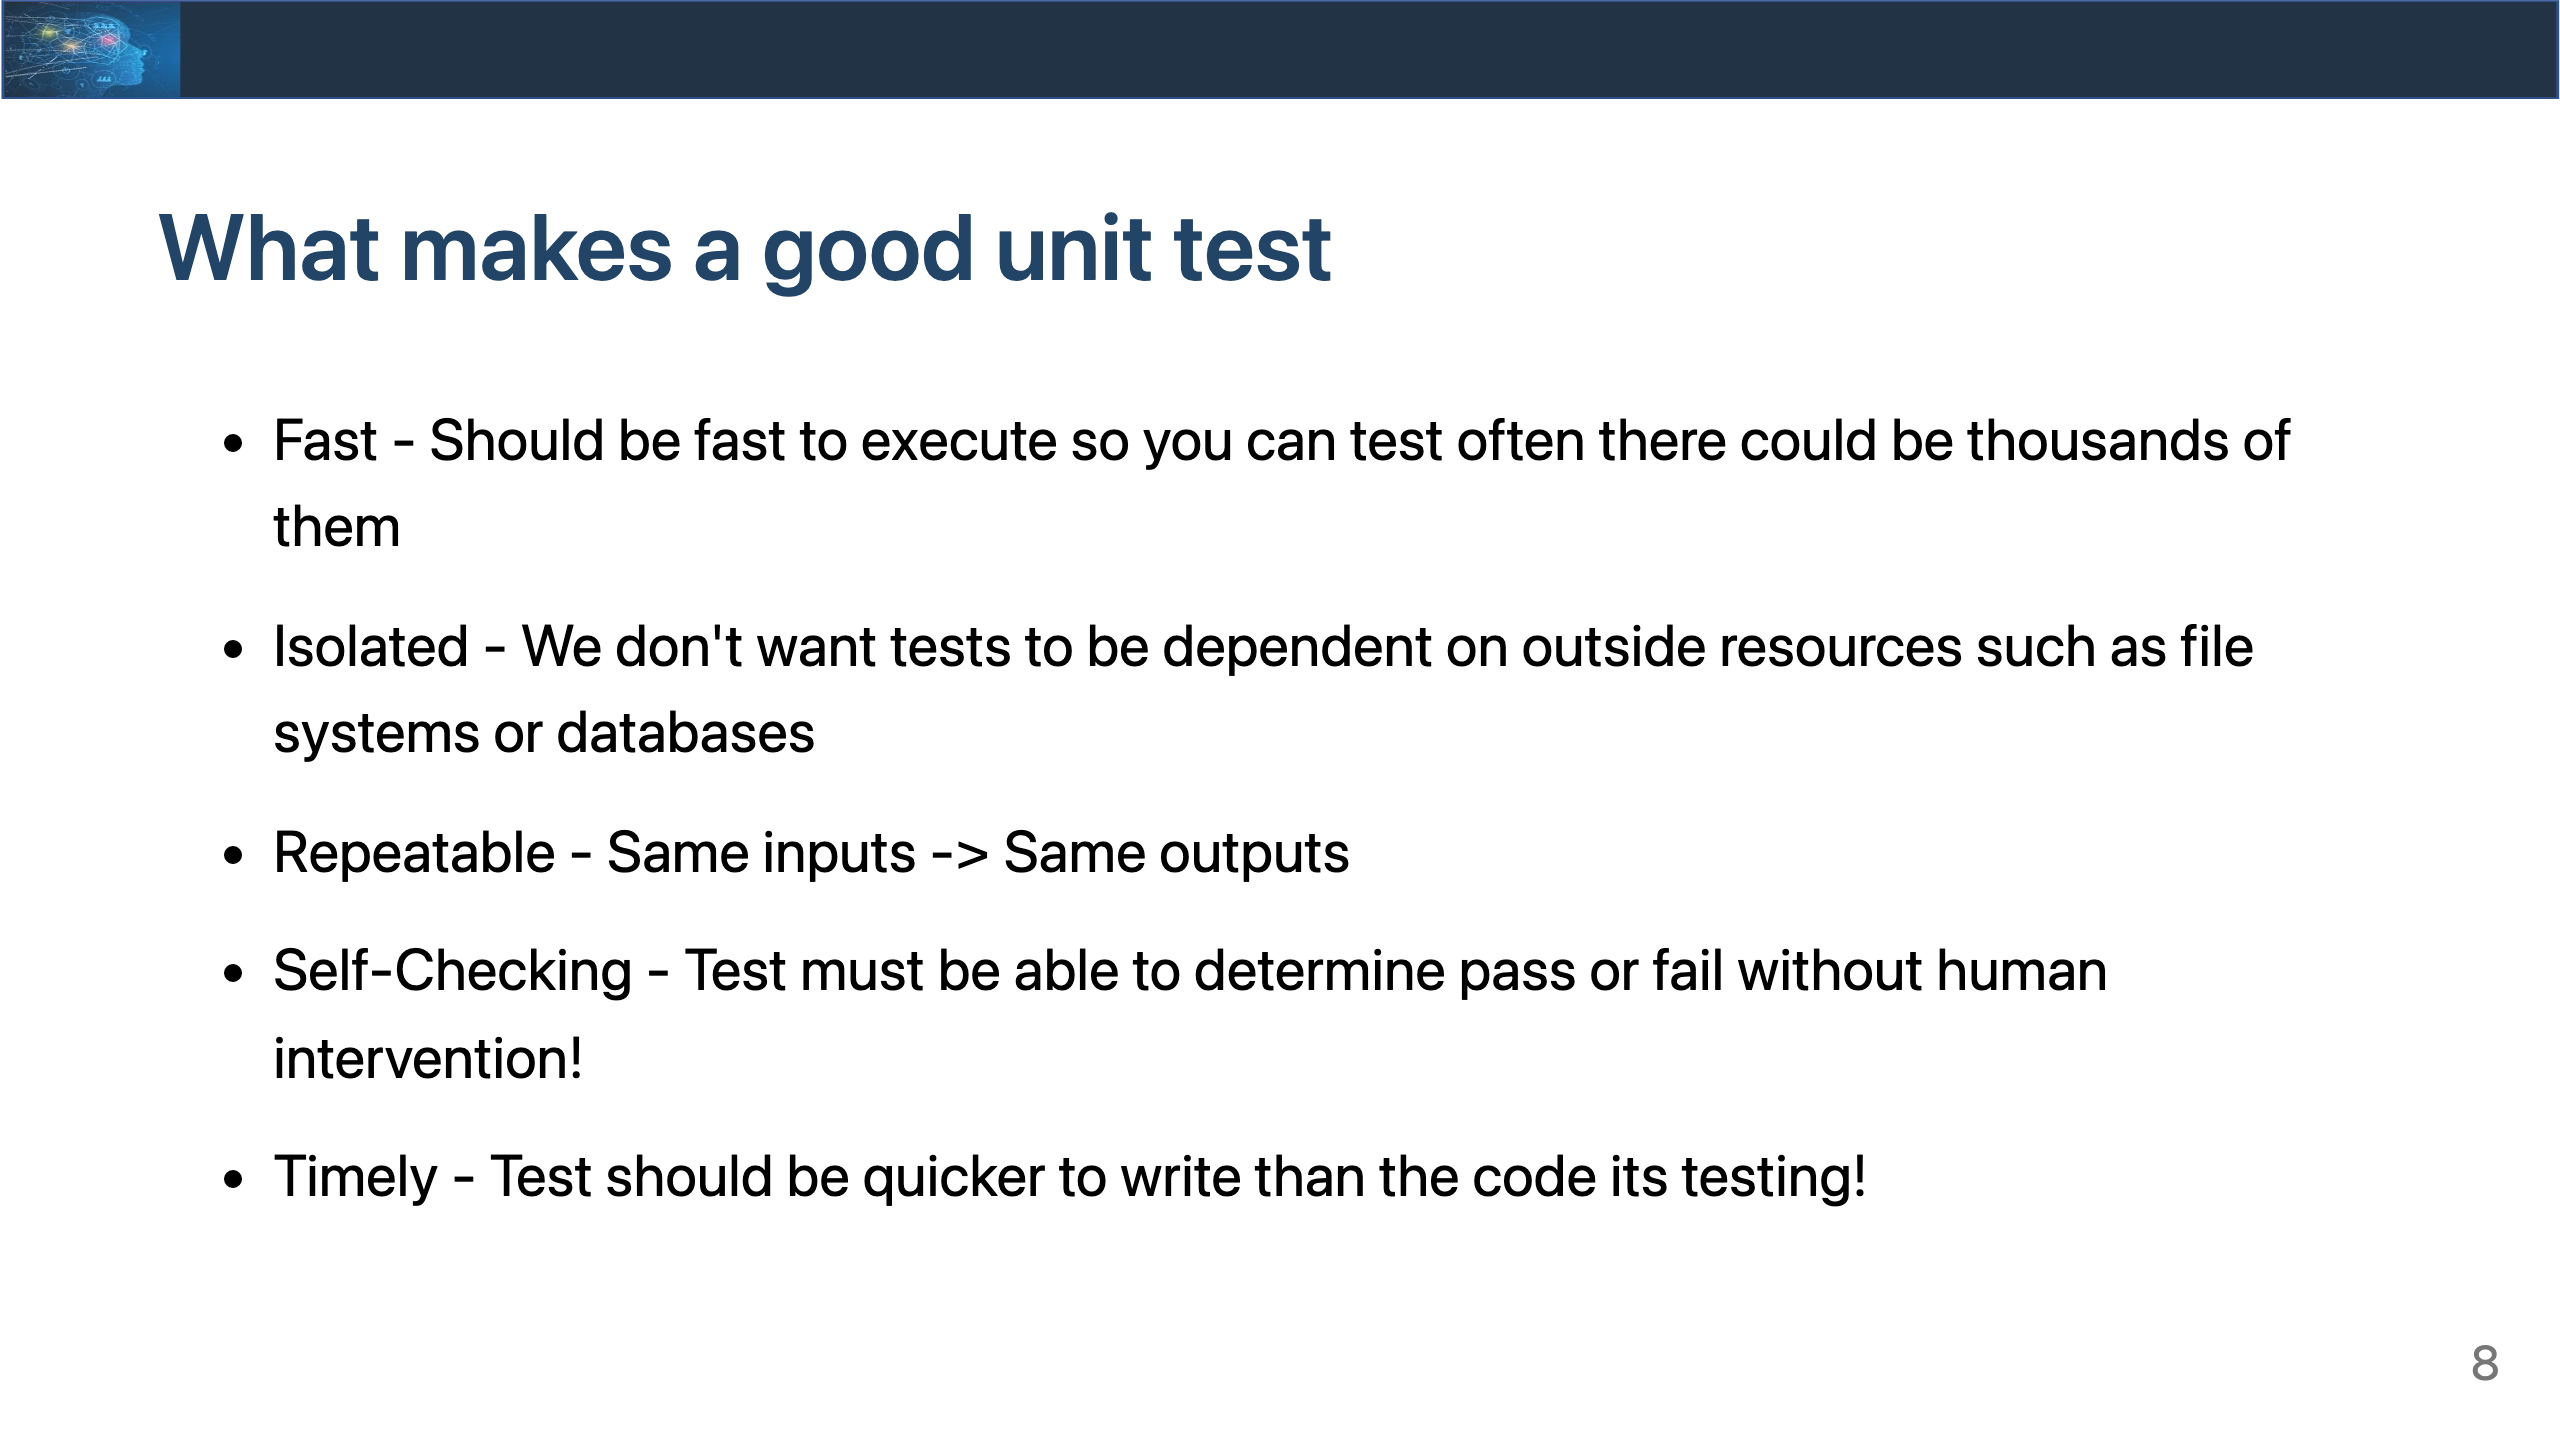 What makes a good unit test
• Fast - Should be fast to execute so you can test often there could be thousands of
them
• Isolated - We don't want tests to be dependent on outside resources such as file
systems or databases
• Repeatable - Same inputs -> Same outputs
• Self-Checking - Test must be able to determine pass or fail without human
intervention!
• Timely - Test should be quicker to write than the code its testing!
8